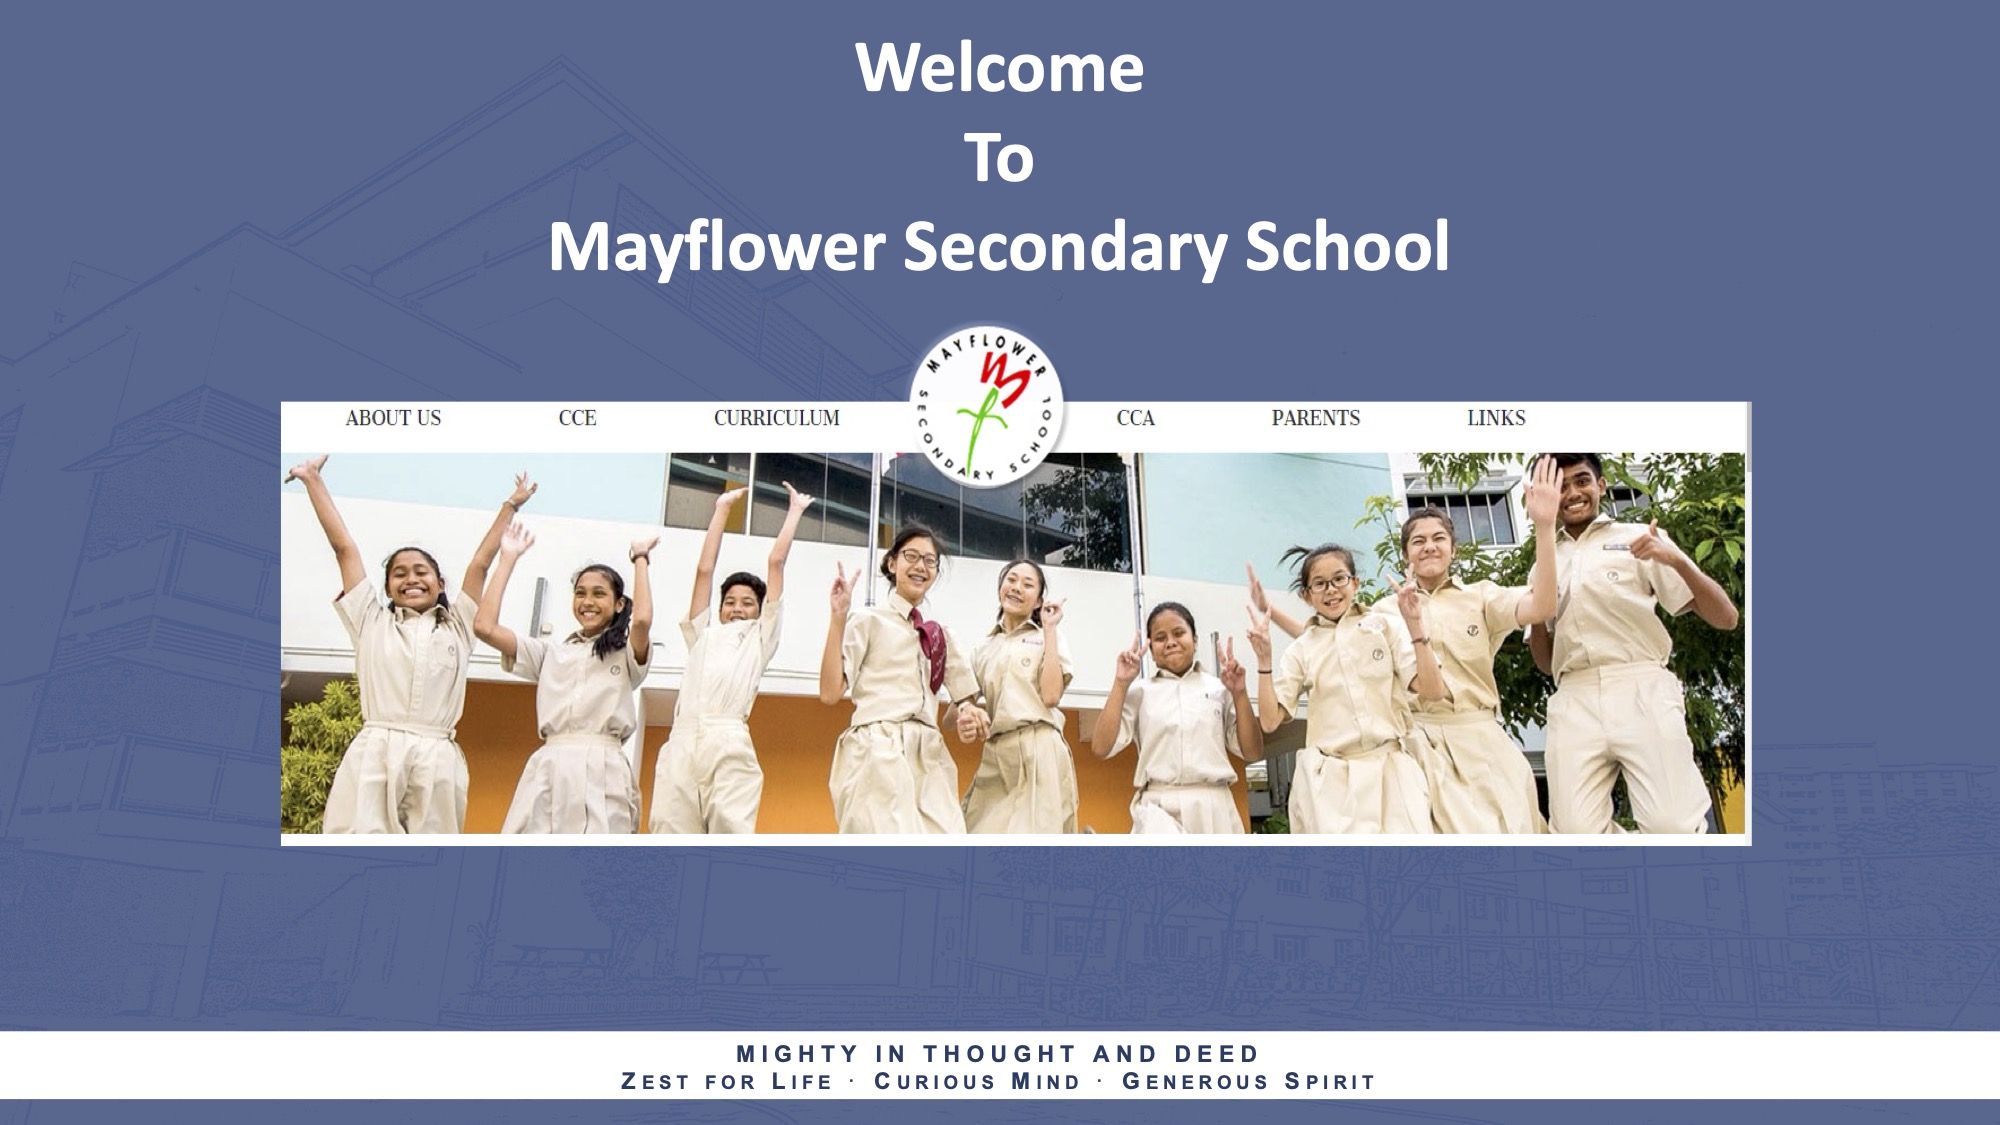 Welcome
To
Mayflower Secondary School
MAYFLOWER
SECONDARY SCHOOL
ABOUT US CCE CURRICULUM CCA PARENTS LINKS
MIGHTY IN THOUGHT AND DEED
ZEST FOR LIFE · CURIOUS MIND · GENEROUS SPIRIT